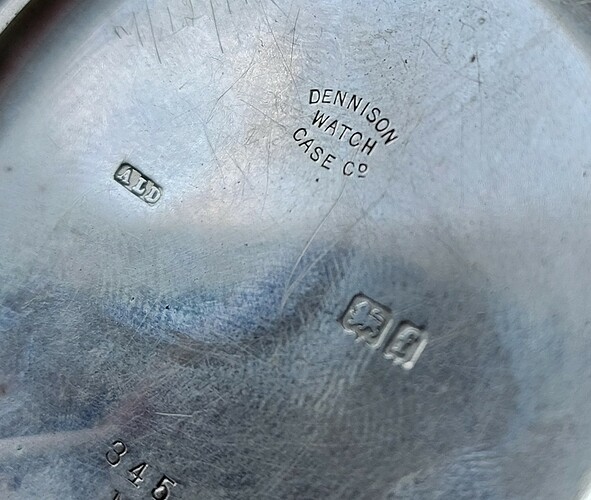 DENNISON
WATCH
CASE Cº
ALD
345